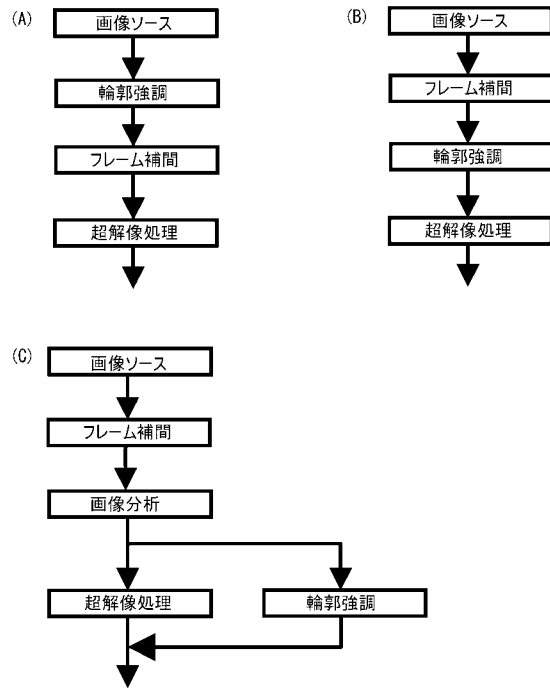 (A)
画像ソース
輪郭強調
フレーム補間
超解像処理
(B)
画像ソース
フレーム補間
輪郭強調
超解像処理
(C)
画像ソース
フレーム補間
画像分析
超解像処理
輪郭強調